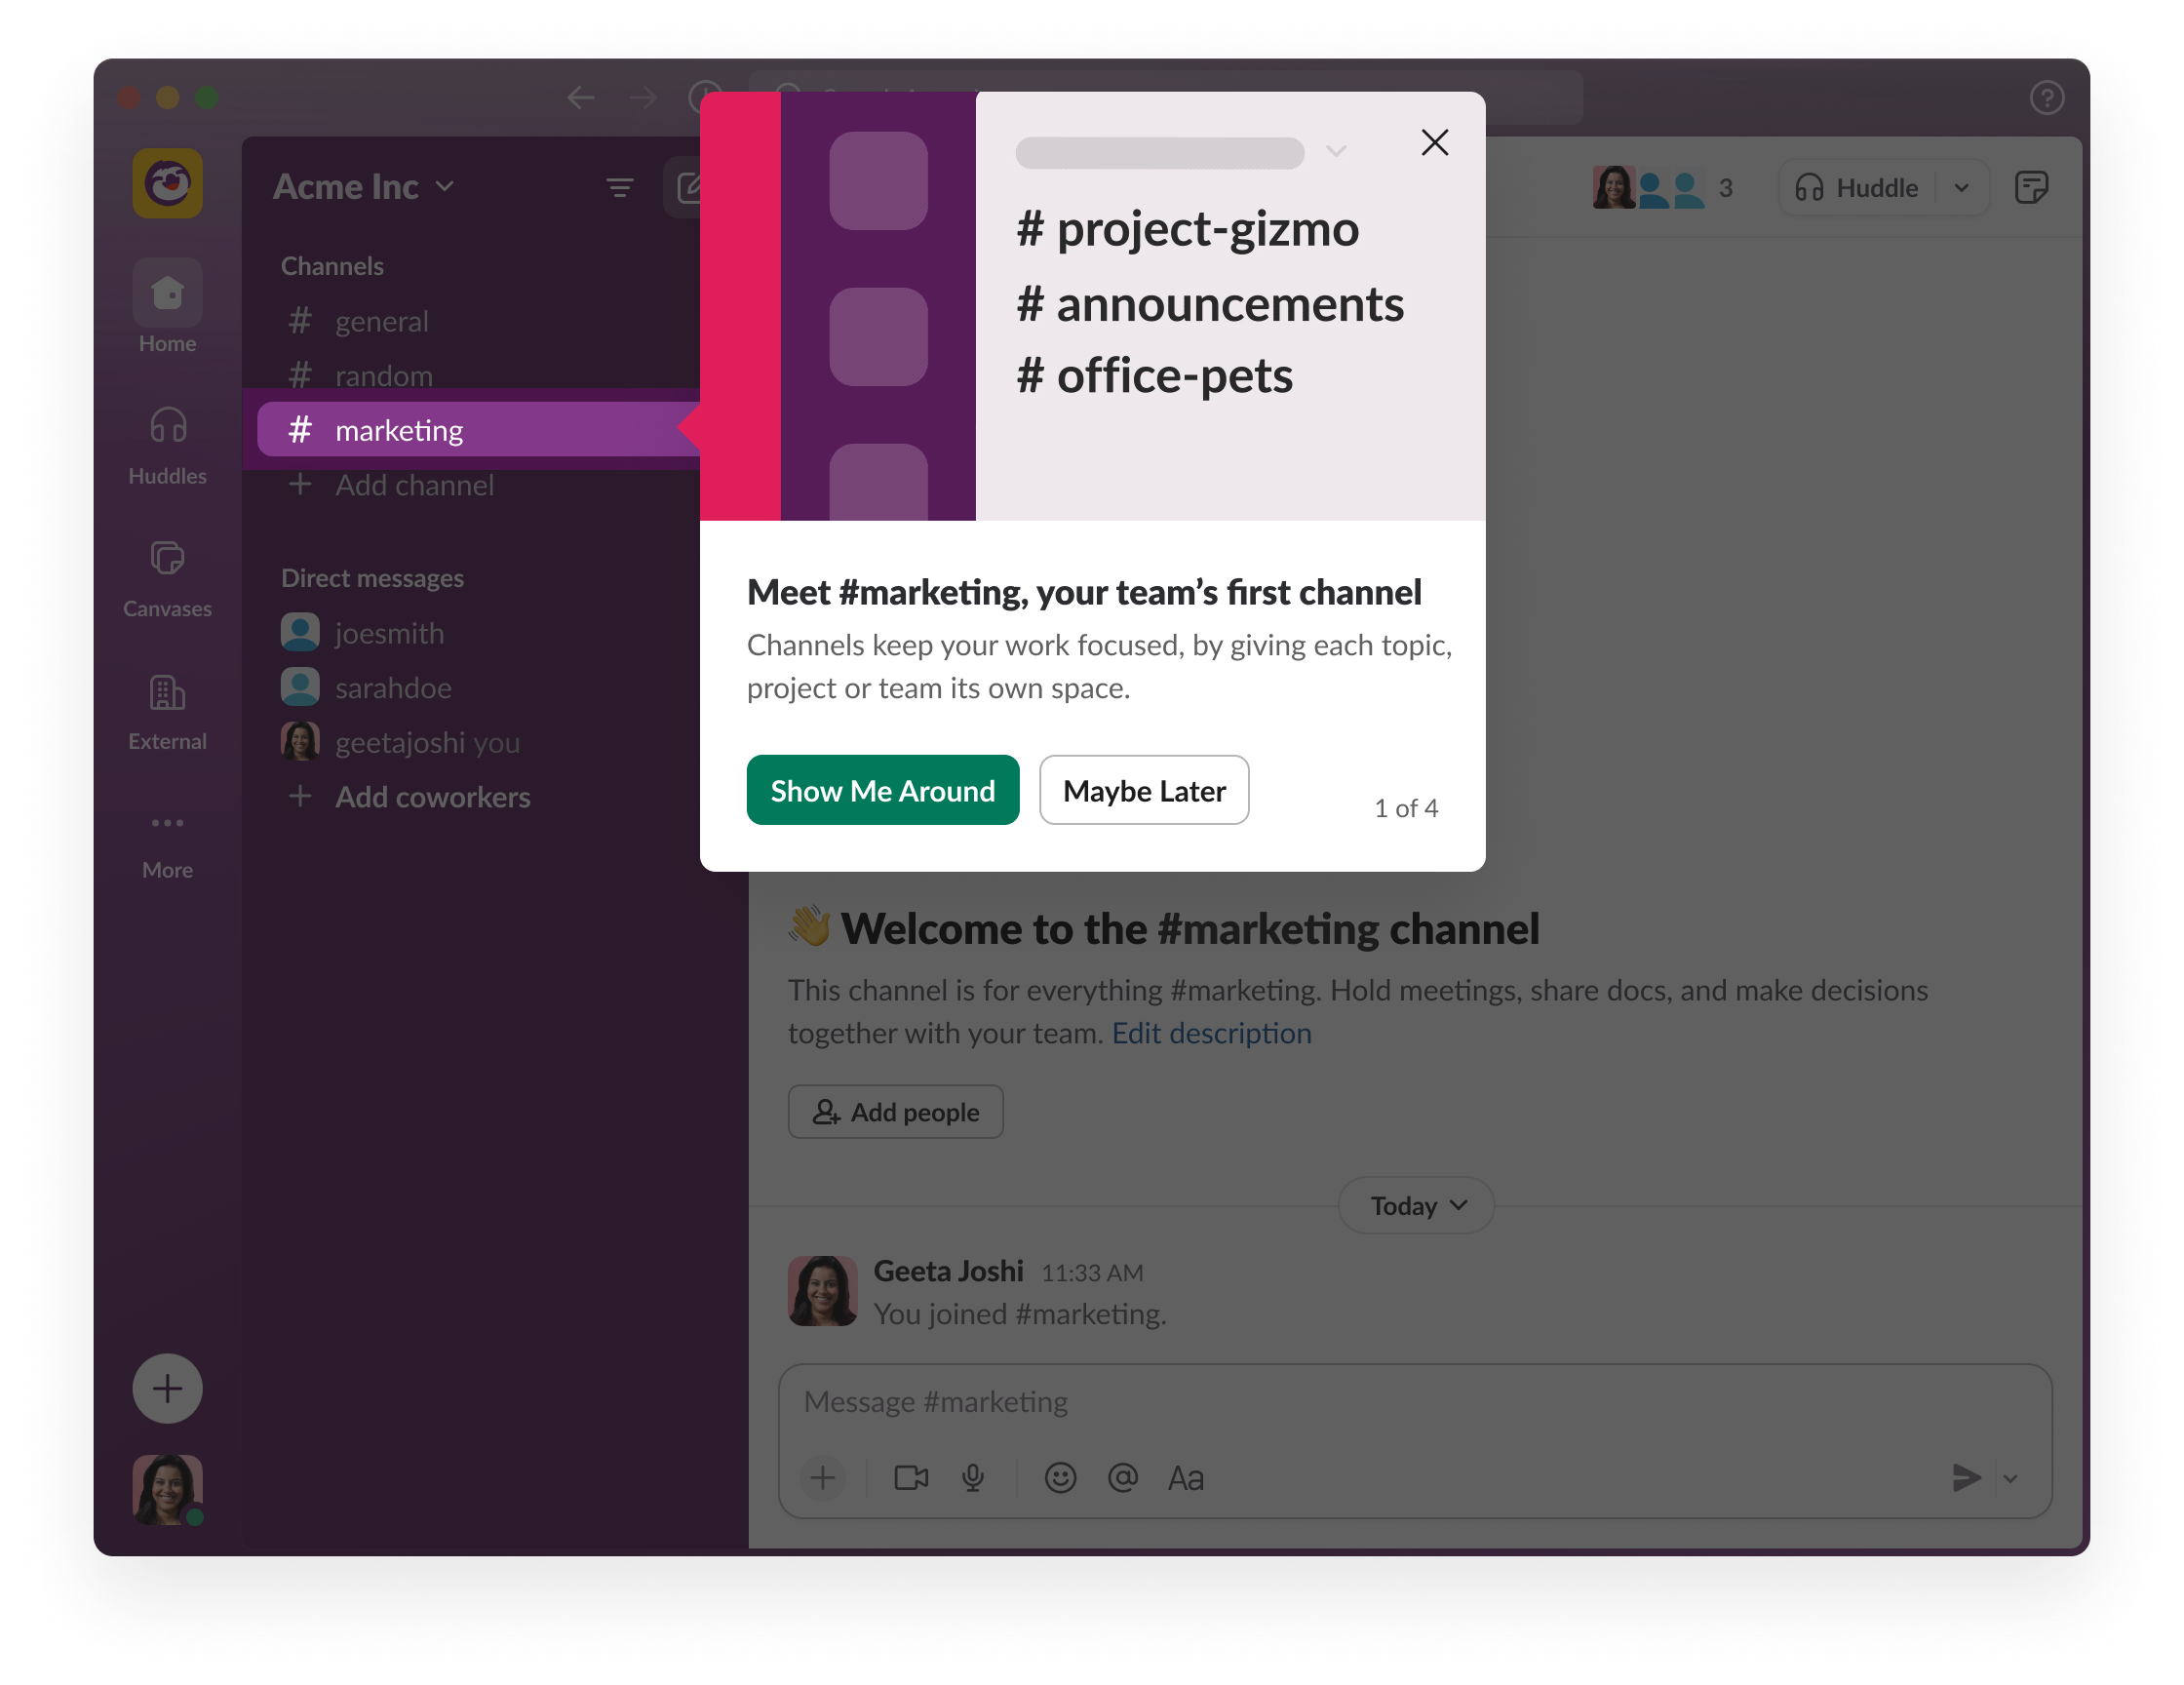 Acme Inc
3
Huddle
Home
Huddles
Canvases
External
More
Channels
# general
# random
# marketing
+ Add channel
Direct messages
joesmith
sarahdoe
geetajoshi you
+ Add coworkers
# project-gizmo
# announcements
# office-pets
Meet #marketing, your team’s first channel
Channels keep your work focused, by giving each topic,
project or team its own space.
Show Me Around
Maybe Later
1 of 4
👋 Welcome to the #marketing channel
This channel is for everything #marketing. Hold meetings, share docs, and make decisions
together with your team. Edit description
Add people
Today
Geeta Joshi 11:33 AM
You joined #marketing.
Message #marketing
Aa